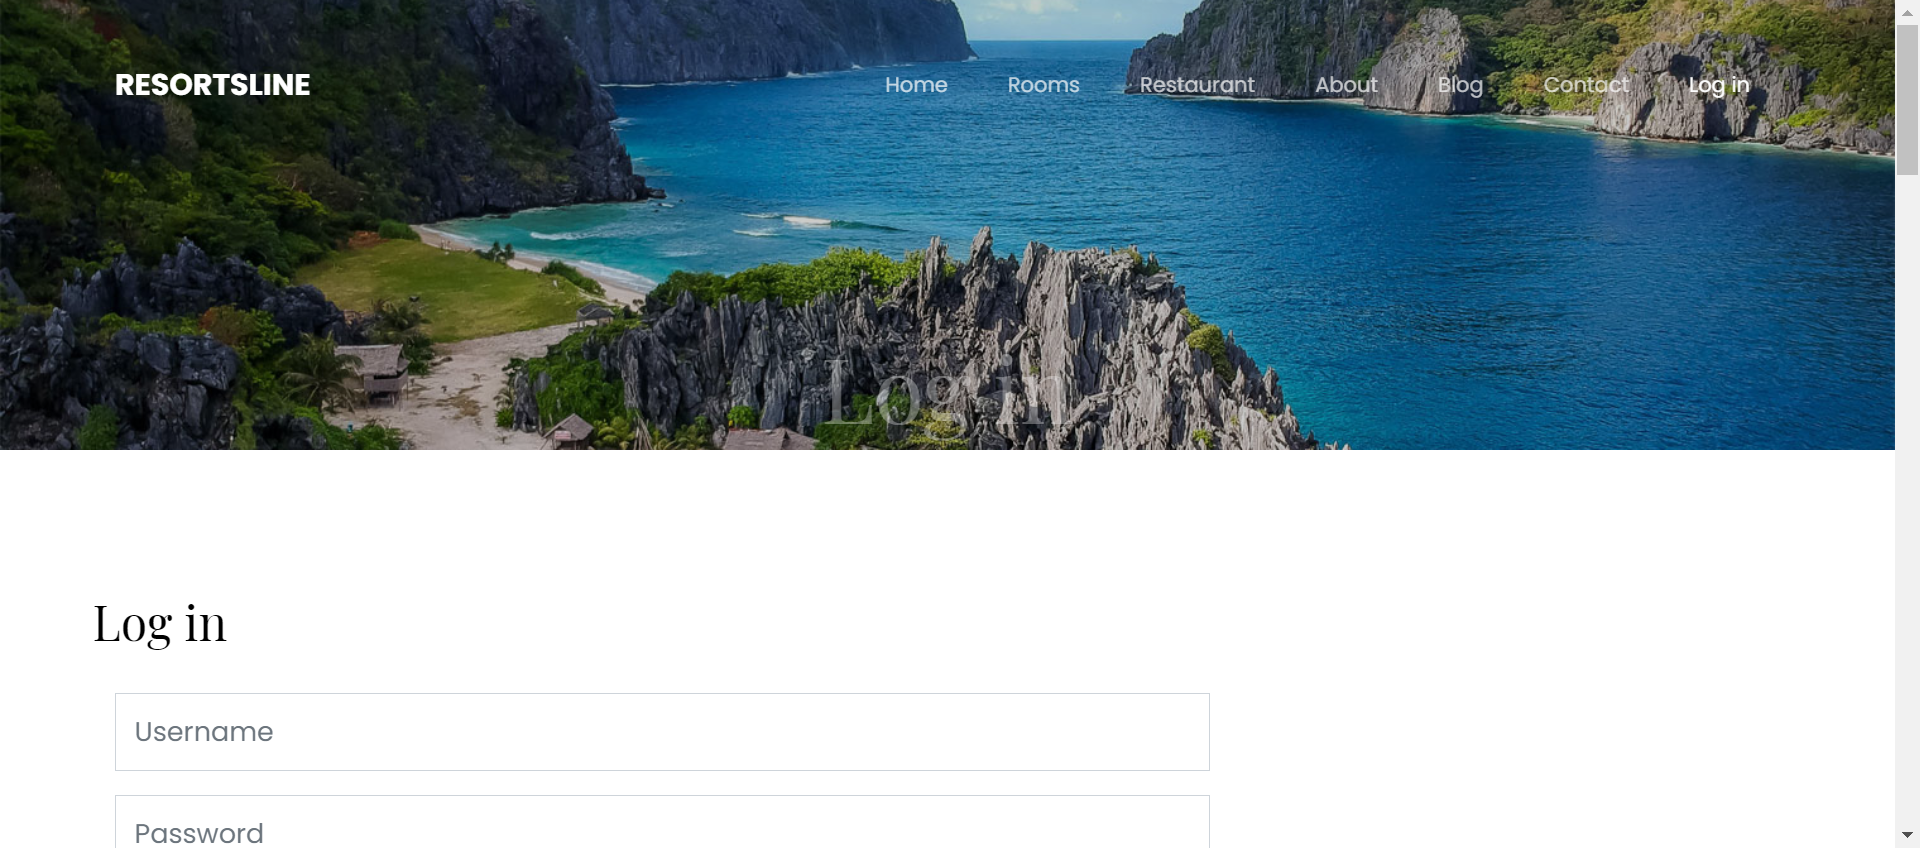 RESORTSLINE
Home Rooms Restaurant About Blog Contact Log in
Log in
Log in
Username
Password